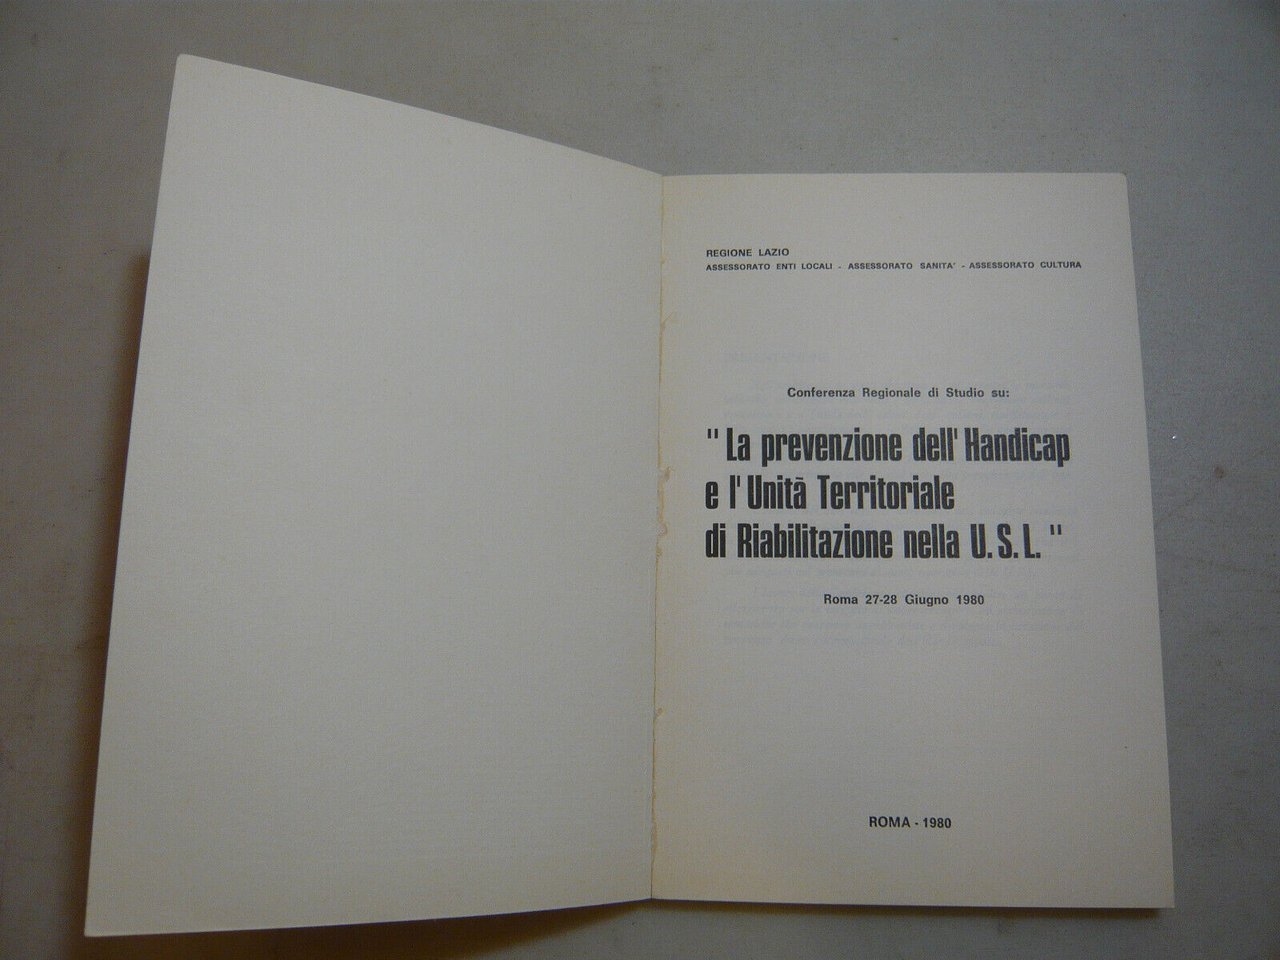 REGIONE LAZIO
ASSESSORATO ENTI LOCALI - ASSESSORATO SANITA' - ASSESSORATO CULTURA
Conferenza Regionale di Studio su:
" La prevenzione dell' Handicap
e l' Unità Territoriale
di Riabilitazione nella U.S.L. "
Roma 27-28 Giugno 1980
ROMA - 1980